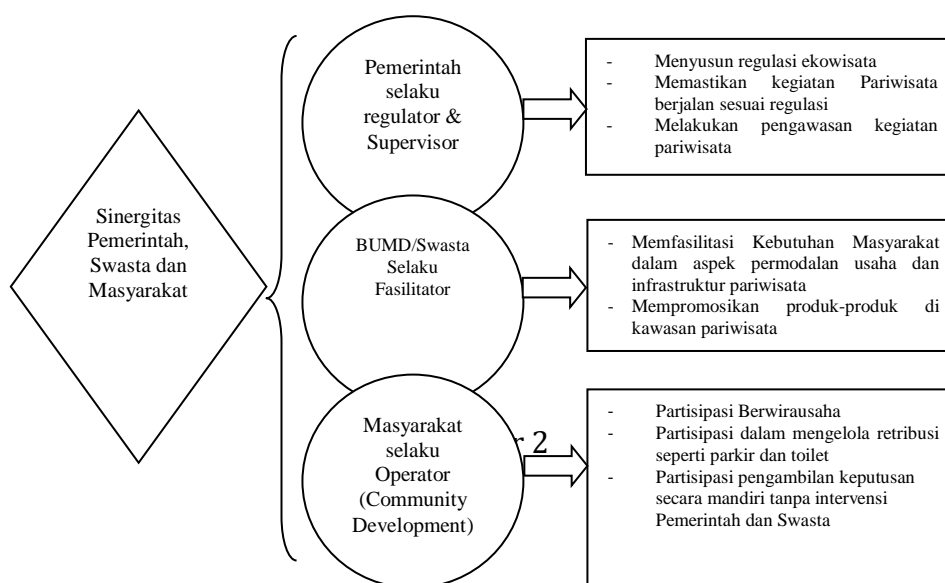 Sinergitas
Pemerintah,
Swasta dan
Masyarakat
Pemerintah
selaku
regulator &
Supervisor
- Menyusun regulasi ekowisata
- Memastikan kegiatan Pariwisata
berjalan sesuai regulasi
- Melakukan pengawasan kegiatan
pariwisata
BUMD/Swasta
Selaku
Fasilitator
- Memfasilitasi Kebutuhan Masyarakat
dalam aspek permodalan usaha dan
infrastruktur pariwisata
- Mempromosikan produk-produk di
kawasan pariwisata
Masyarakat
selaku
Operator
(Community
Development)
2
- Partisipasi Berwirausaha
- Partisipasi dalam mengelola retribusi
seperti parkir dan toilet
- Partisipasi pengambilan keputusan
secara mandiri tanpa intervensi
Pemerintah dan Swasta